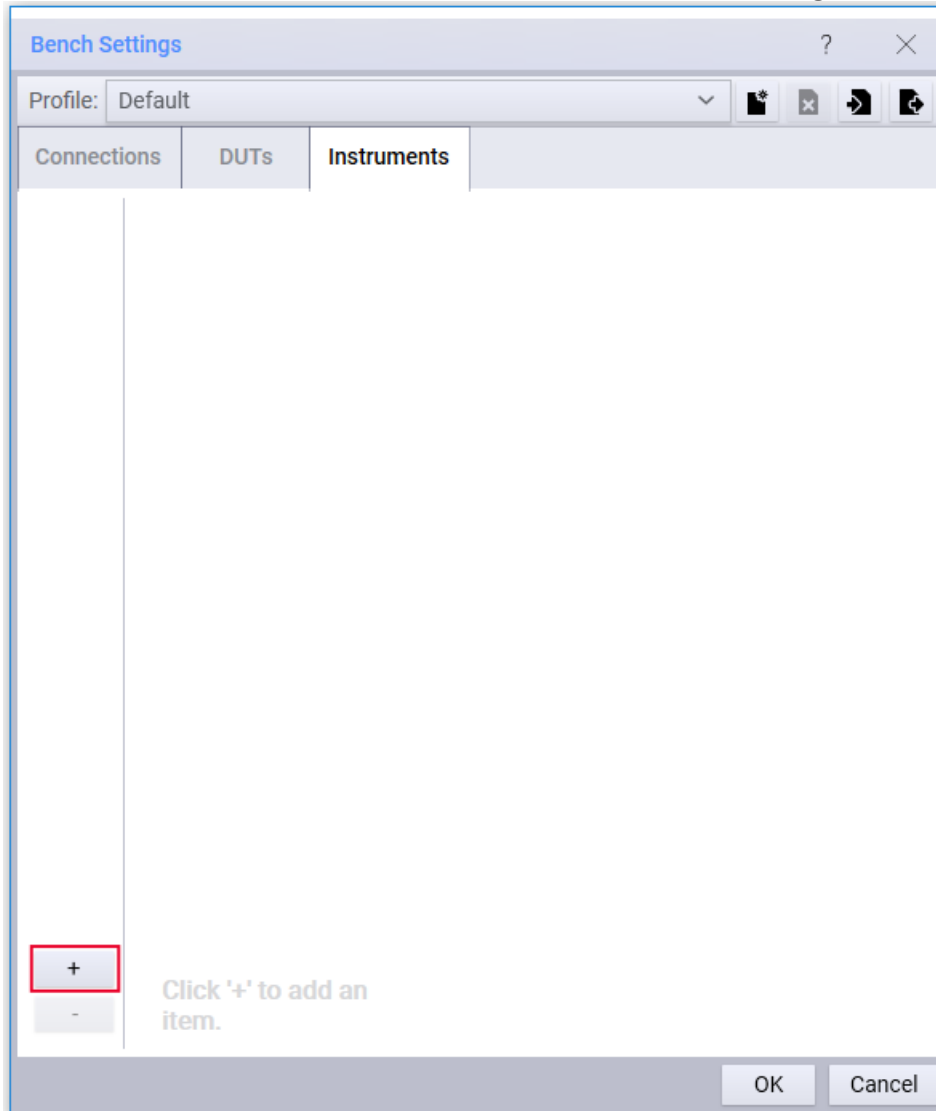 Bench Settings ?
Profile: Default
Connections DUTs Instruments
+
Click '+' to add an
item.
-
OK Cancel